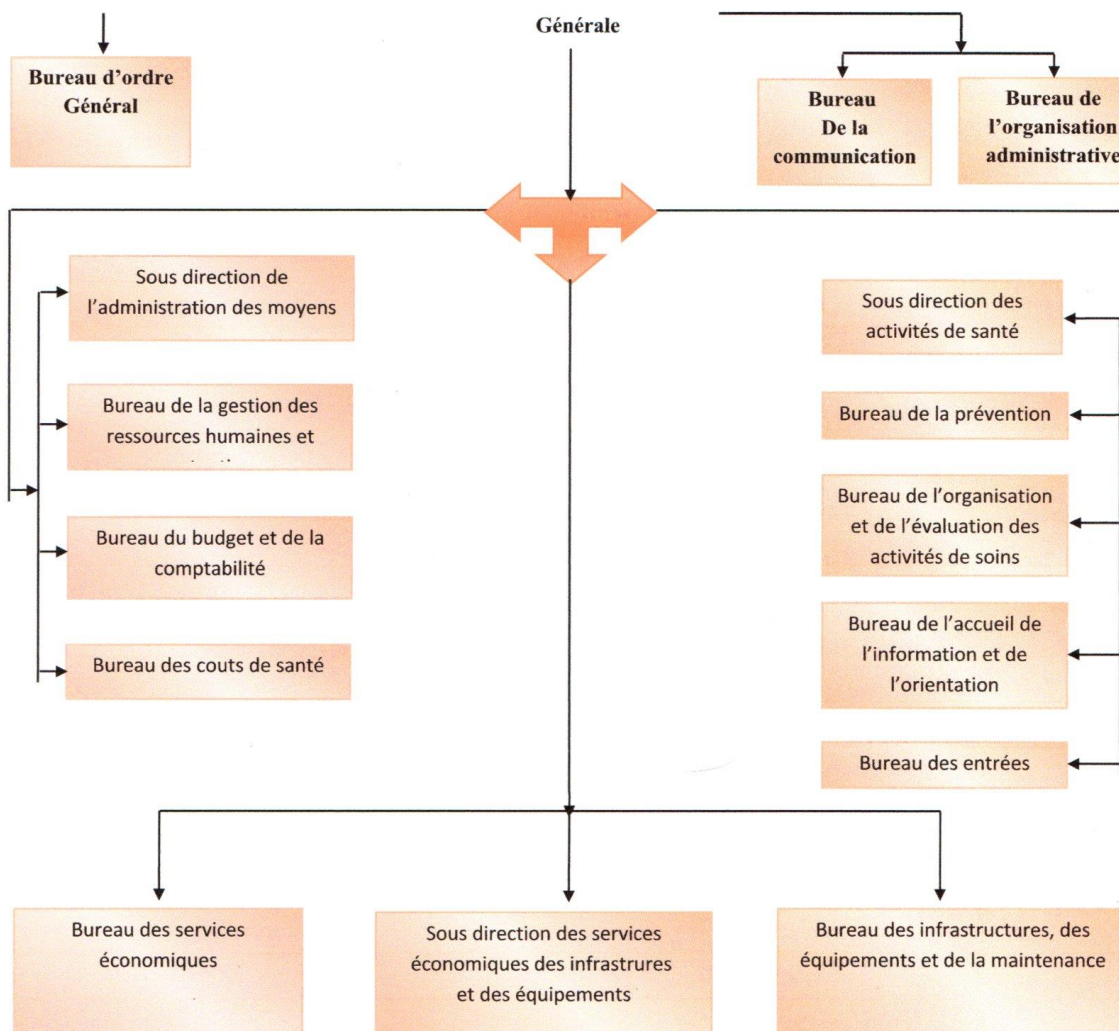 Générale
Bureau d'ordre
Général
Bureau
De la
communication
Bureau de
l'organisation
administrative
Sous direction de
l'administration des moyens
Bureau de la gestion des
ressources humaines et
Bureau du budget et de la
comptabilité
Bureau des couts de santé
Sous direction des
activités de santé
Bureau de la prévention
Bureau de l'organisation
et de l'évaluation des
activités de soins
Bureau de l'accueil de
l'information et de
l'orientation
Bureau des entrées
Bureau des services
économiques
Sous direction des services
économiques des infrastrures
et des équipements
Bureau des infrastructures, des
équipements et de la maintenance